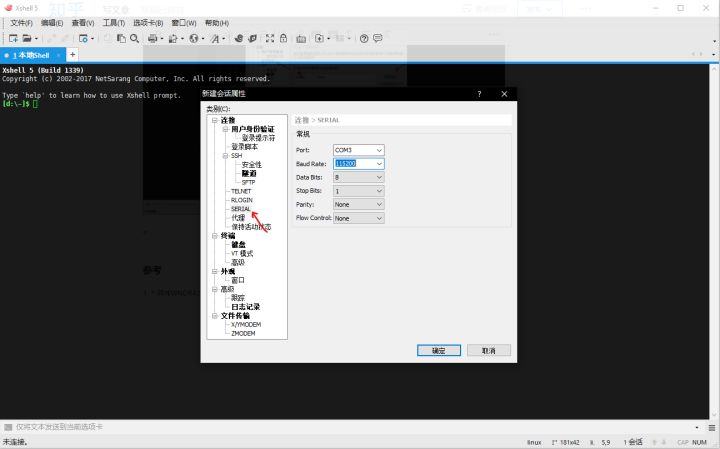 Xshell 5
文件(F) 编辑(E) 查看(V) 工具(T) 选项卡(B) 窗口(W) 帮助(H)
1 本地Shell × +
Xshell 5 (Build 1339)
Copyright (c) 2002-2017 NetSarang Computer, Inc. All rights reserved.
Type `help' to learn how to use Xshell prompt.
[d:\~]$
新建会话属性 ? ×
类别(C):
连接
用户身份验证
登录提示符
登录脚本
SSH
安全性
隧道
SFTP
TELNET
RLOGIN
SERIAL
代理
保持活动状态
终端
键盘
VT 模式
高级
外观
窗口
高级
跟踪
日志记录
文件传输
X/YMODEM
ZMODEM
连接 > SERIAL
常规
Port: COM3
Baud Rate: 115200
Data Bits: 8
Stop Bits: 1
Parity: None
Flow Control: None
确定 取消
参考
仅将文本发送到当前选项卡
未连接。 linux 181x42 5,9 1 会话 CAP NUM